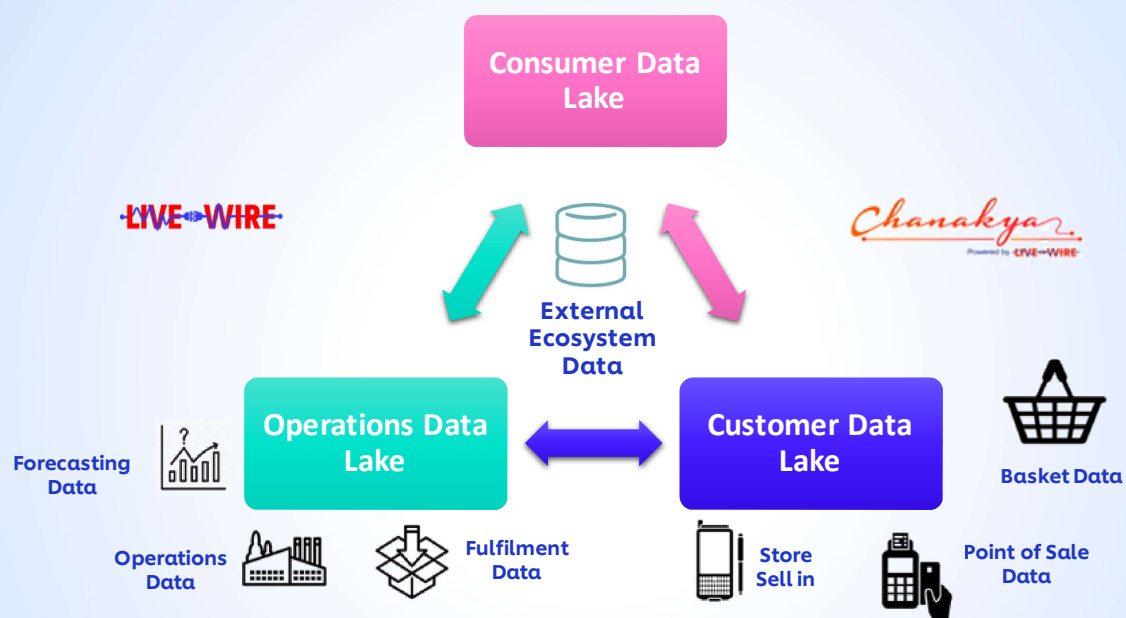 Consumer Data
Lake
LIVE WIRE
Chanakya
Powered by LIVE WIRE
External
Ecosystem
Data
Operations Data
Lake
Customer Data
Lake
?
Forecasting
Data
Basket Data
Operations
Data
Fulfilment
Data
Store
Sell in
Point of Sale
Data